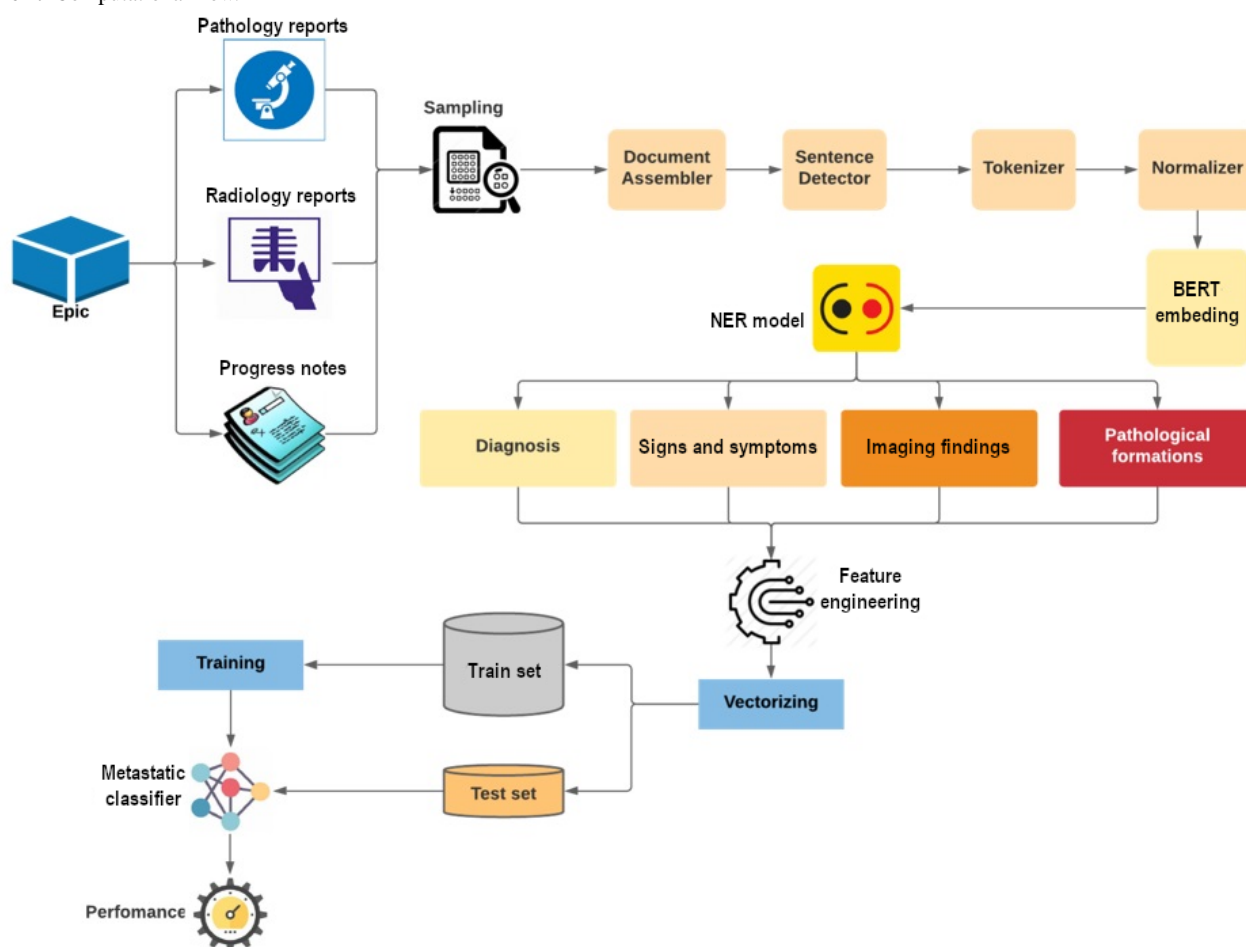 Pathology reports
Sampling
Document
Assembler
Sentence
Detector
Tokenizer
Normalizer
Radiology reports
Epic
BERT
embeding
NER model
Progress notes
Diagnosis
Signs and symptoms
Imaging findings
Pathological
formations
Feature
engineering
Training
Train set
Vectorizing
Metastatic
classifier
Test set
Perfomance